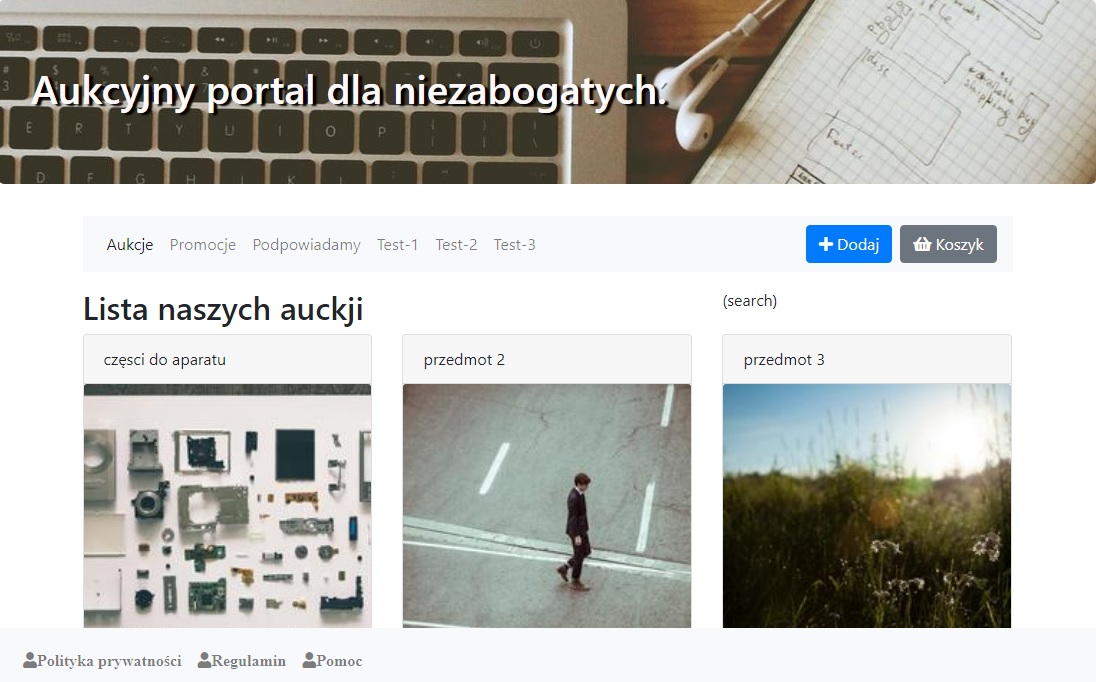 Aukcyjny portal dla niezabogatych.
Aukcje Promocje Podpowiadamy Test-1 Test-2 Test-3 Dodaj Koszyk
Lista naszych auckji (search)
częsci do aparatu
przedmot 2
przedmot 3
Polityka prywatności Regulamin Pomoc